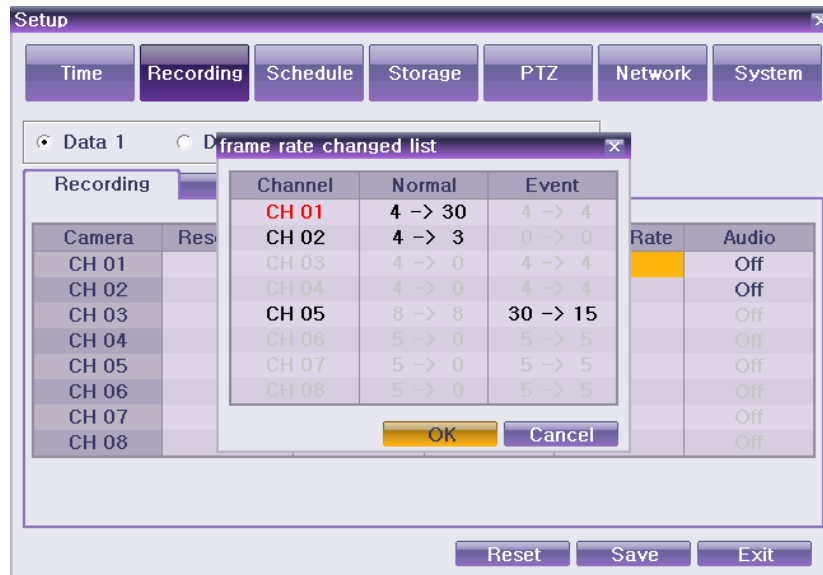 Setup
Time Recording Schedule Storage PTZ Network System
Data 1
frame rate changed list
Recording
Channel Normal Event
CH 01 4 -> 30 4 -> 4
CH 02 4 -> 3 0 -> 0
CH 03 4 -> 0 4 -> 4
CH 04 4 -> 0 4 -> 4
CH 05 8 -> 8 30 -> 15
CH 06 5 -> 0 5 -> 5
CH 07 5 -> 0 5 -> 5
CH 08 5 -> 0 5 -> 5
OK Cancel
Camera Rate Audio
CH 01 Off
CH 02 Off
CH 03 Off
CH 04 Off
CH 05 Off
CH 06 Off
CH 07 Off
CH 08 Off
Reset Save Exit